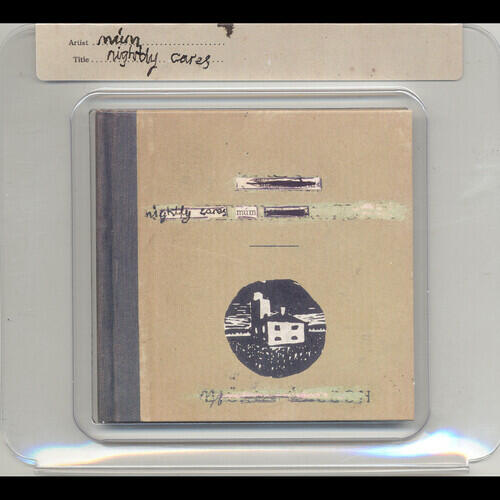 Artist múm
Title nightly cares
nightly cares múm